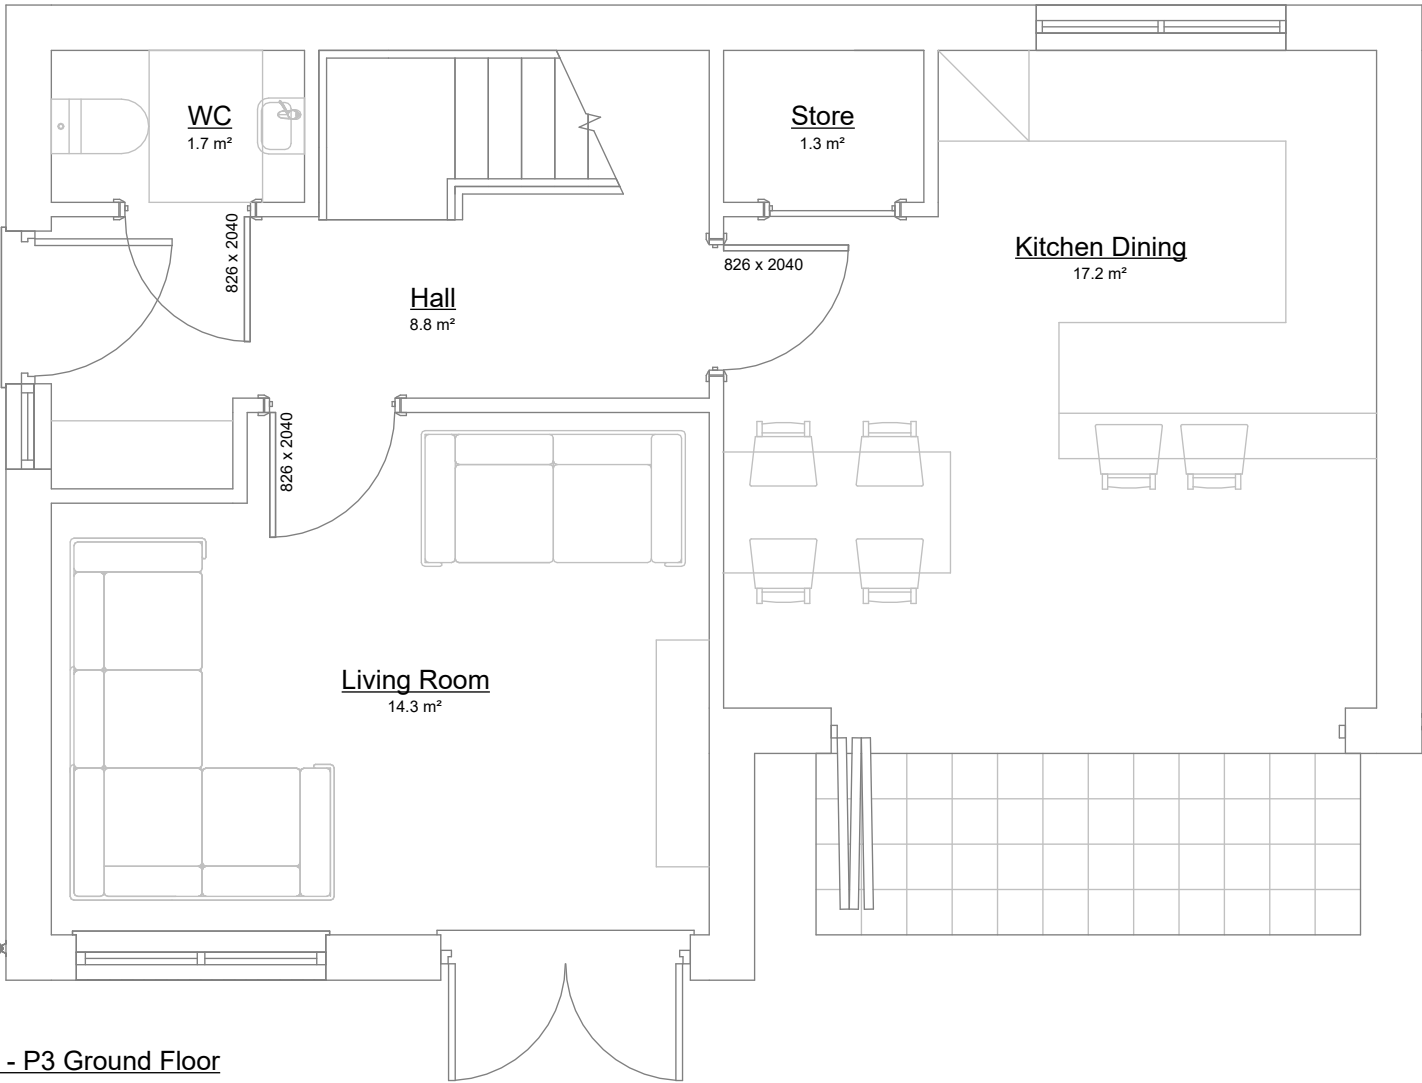 WC
1.7 m²
Store
1.3 m²
826 x 2040
826 x 2040
Kitchen Dining
17.2 m²
Hall
8.8 m²
826 x 2040
Living Room
14.3 m²
- P3 Ground Floor